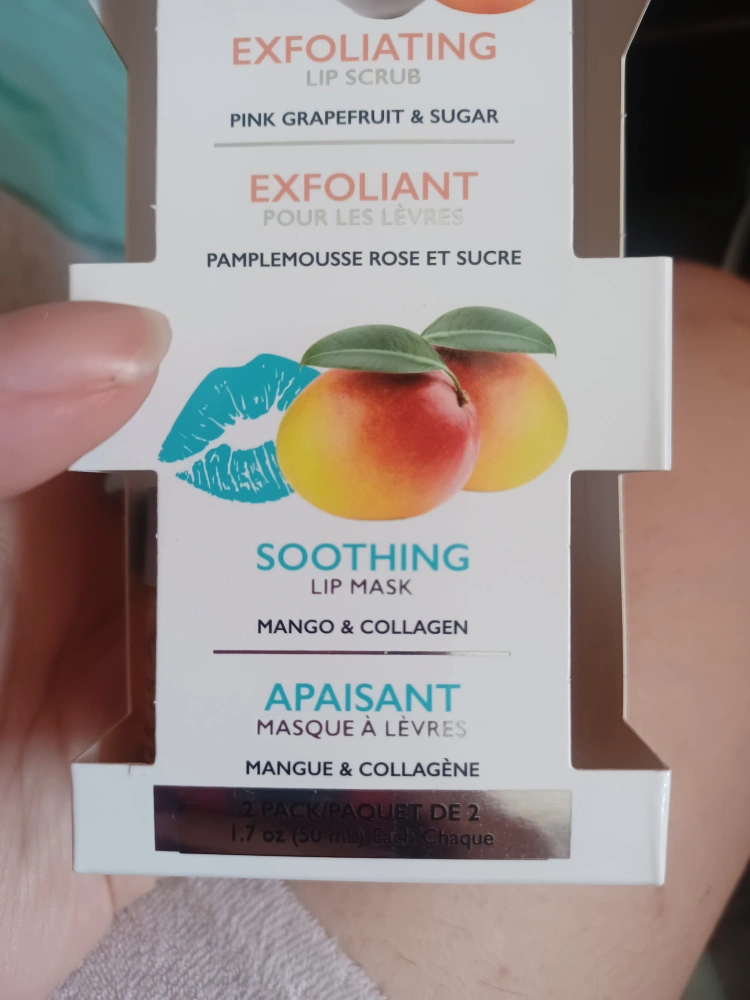 EXFOLIATING
LIP SCRUB
PINK GRAPEFRUIT & SUGAR
EXFOLIANT
POUR LES LÈVRES
PAMPLEMOUSSE ROSE ET SUCRE
SOOTHING
LIP MASK
MANGO & COLLAGEN
APAISANT
MASQUE À LÈVRES
MANGUE & COLLAGÈNE
2 PACK/PAQUET DE 2
1.7 oz (50 mL) Each Chaque